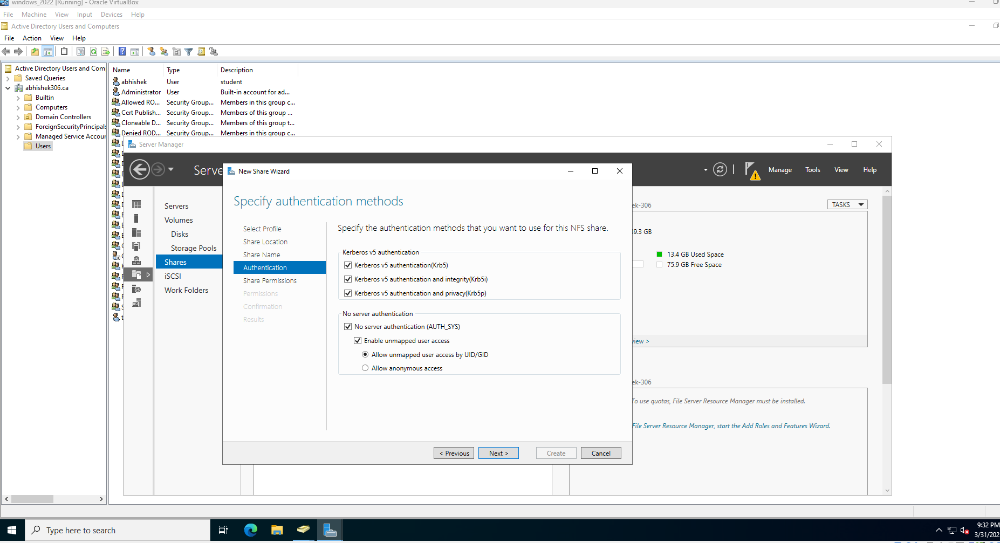 windows_2022 [Running] - Oracle VirtualBox
File Machine View Input Devices Help
Active Directory Users and Computers
File Action View Help
Active Directory Users and Com
Saved Queries
abhishek306.ca
Builtin
Computers
Domain Controllers
ForeignSecurityPrincipals
Managed Service Accour
Users
Name Type Description
abhishek User student
Administrator User Built-in account for ad...
Allowed RO... Security Group... Members in this group c...
Cert Publish... Security Group... Members of this group ...
Cloneable D... Security Group... Members of this group t...
Denied ROD... Security Group... Members in this group c...
Server Manager
Serve
Manage Tools View Help
Servers
Volumes
Disks
Storage Pools
Shares
iSCSI
Work Folders
New Share Wizard
Specify authentication methods
Select Profile
Share Location
Share Name
Authentication
Share Permissions
Permissions
Confirmation
Results
Specify the authentication methods that you want to use for this NFS share.
Kerberos v5 authentication
Kerberos v5 authentication(Krb5)
Kerberos v5 authentication and integrity(Krb5i)
Kerberos v5 authentication and privacy(Krb5p)
No server authentication
No server authentication (AUTH_SYS)
Enable unmapped user access
Allow unmapped user access by UID/GID
Allow anonymous access
< Previous Next > Create Cancel
ek-306
TASKS
39.3 GB
13.4 GB Used Space
75.9 GB Free Space
view >
ek-306
To use quotas, File Server Resource Manager must be installed.
File Server Resource Manager, start the Add Roles and Features Wizard.
Type here to search
9:32 PM
3/31/202